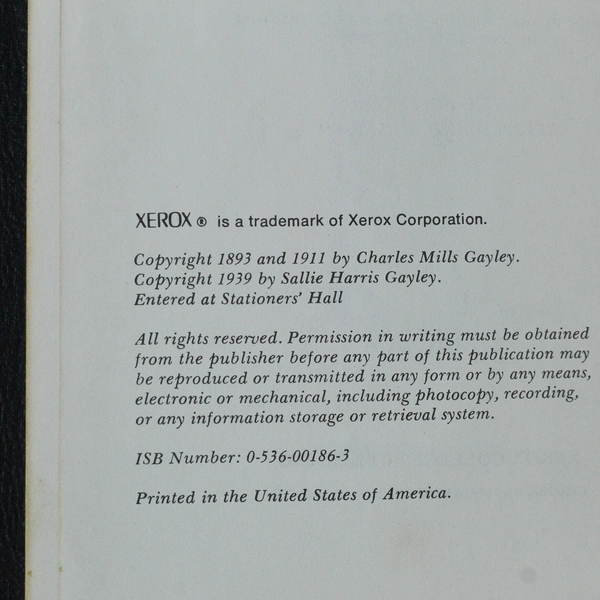 XEROX ® is a trademark of Xerox Corporation.
Copyright 1893 and 1911 by Charles Mills Gayley.
Copyright 1939 by Sallie Harris Gayley.
Entered at Stationers' Hall
All rights reserved. Permission in writing must be obtained
from the publisher before any part of this publication may
be reproduced or transmitted in any form or by any means,
electronic or mechanical, including photocopy, recording,
or any information storage or retrieval system.
ISB Number: 0-536-00186-3
Printed in the United States of America.